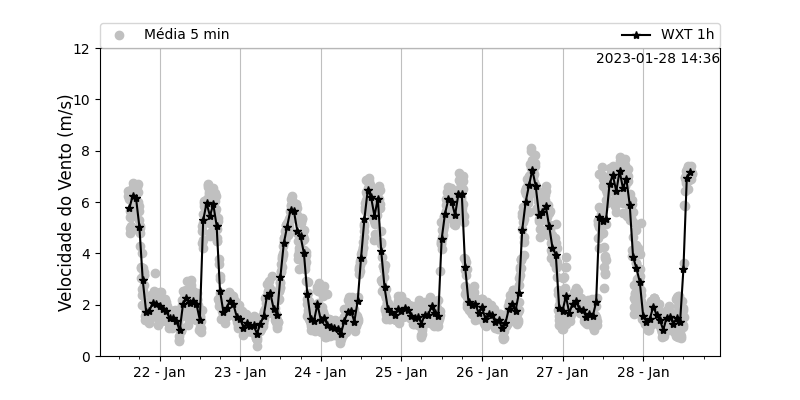 Média 5 min
WXT 1h
2023-01-28 14:36
Velocidade do Vento (m/s)
12
10
8
6
4
2
0
22 - Jan
23 - Jan
24 - Jan
25 - Jan
26 - Jan
27 - Jan
28 - Jan